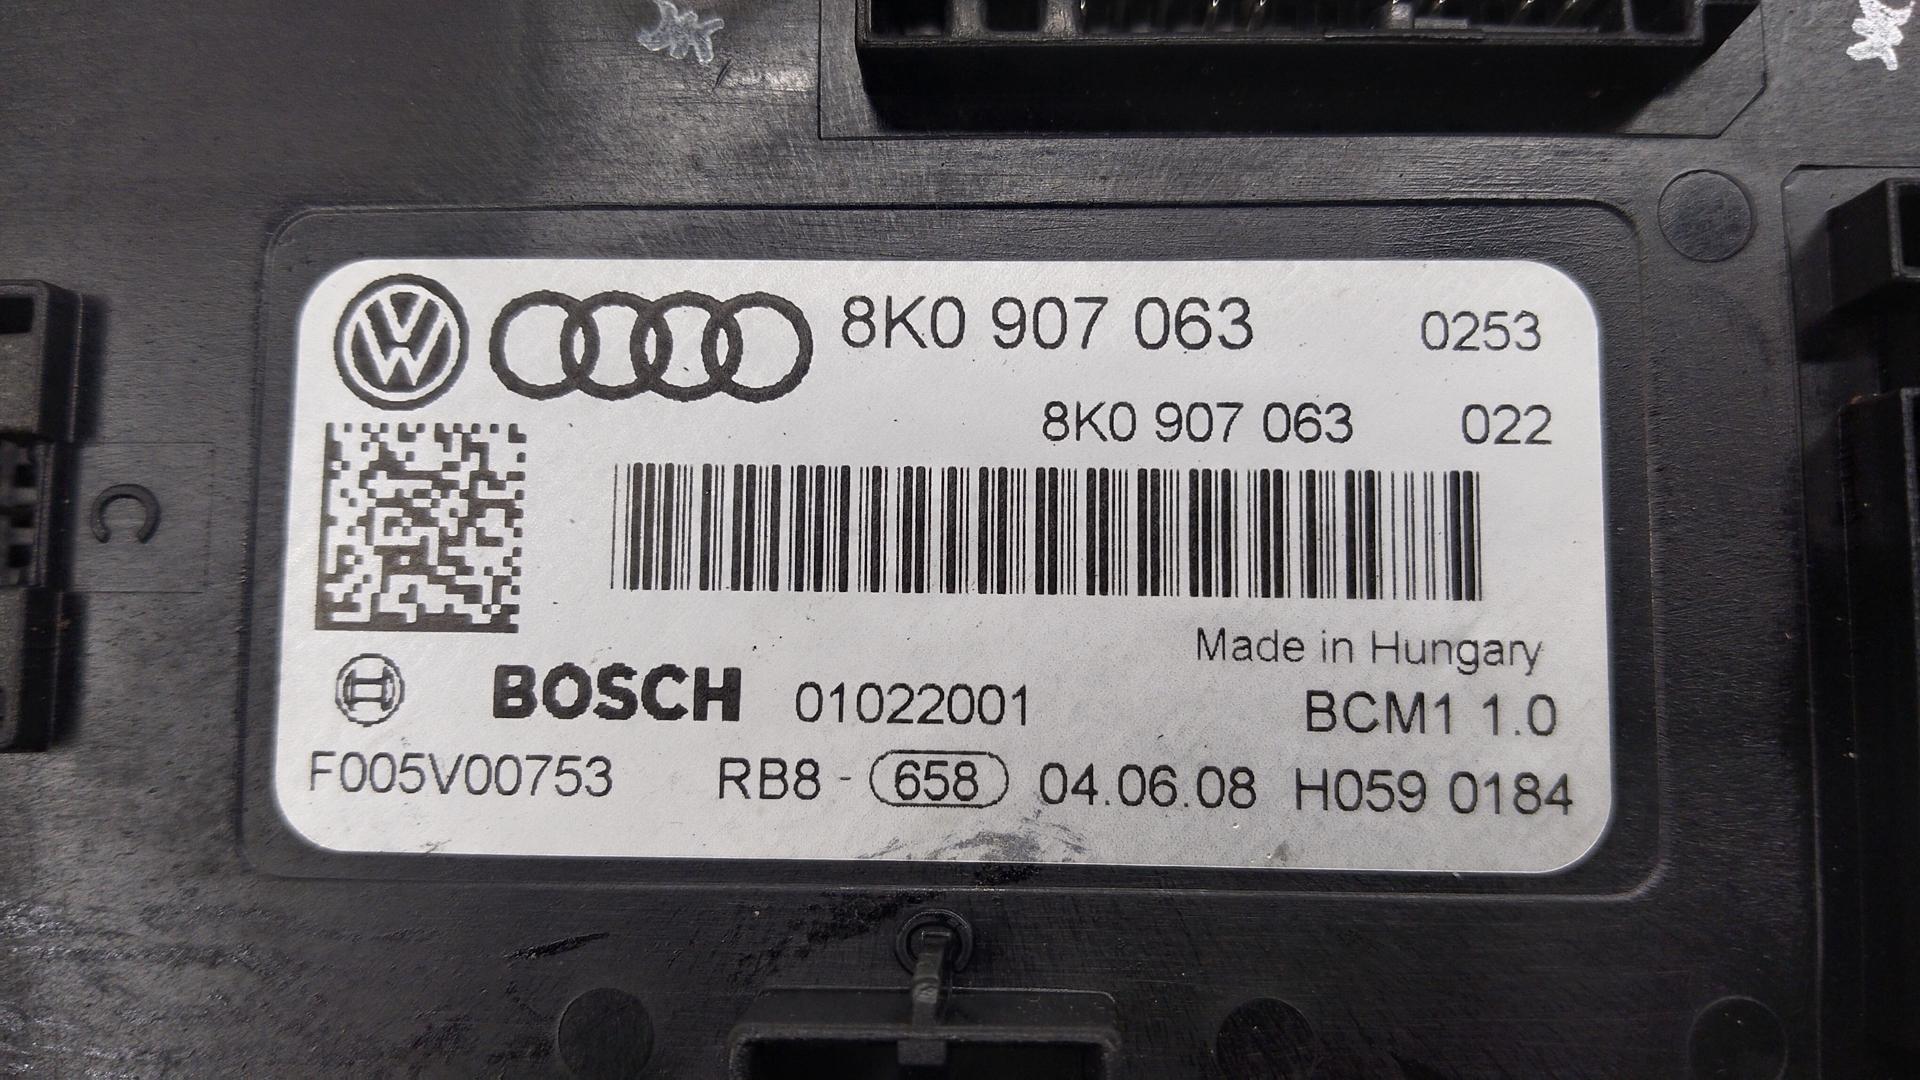 8K0 907 063 0253
8K0 907 063 022
C
Made in Hungary
BOSCH 01022001 BCM1 1.0
F005V00753 RB8 - 658 04.06.08 H059 0184